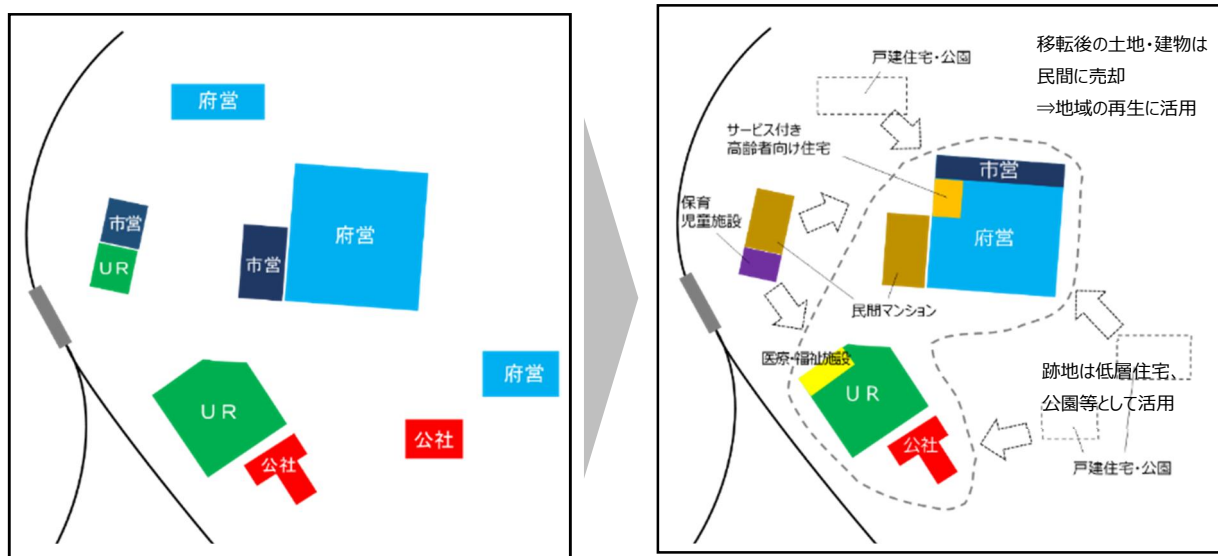 府営
市営
UR
市営
府営
府営
UR
公社
公社
戸建住宅・公園
移転後の土地・建物は
民間に売却
⇒地域の再生に活用
サービス付き
高齢者向け住宅
市営
保育
児童施設
府営
民間マンション
医療・福祉施設
UR
跡地は低層住宅、
公園等として活用
公社
戸建住宅・公園